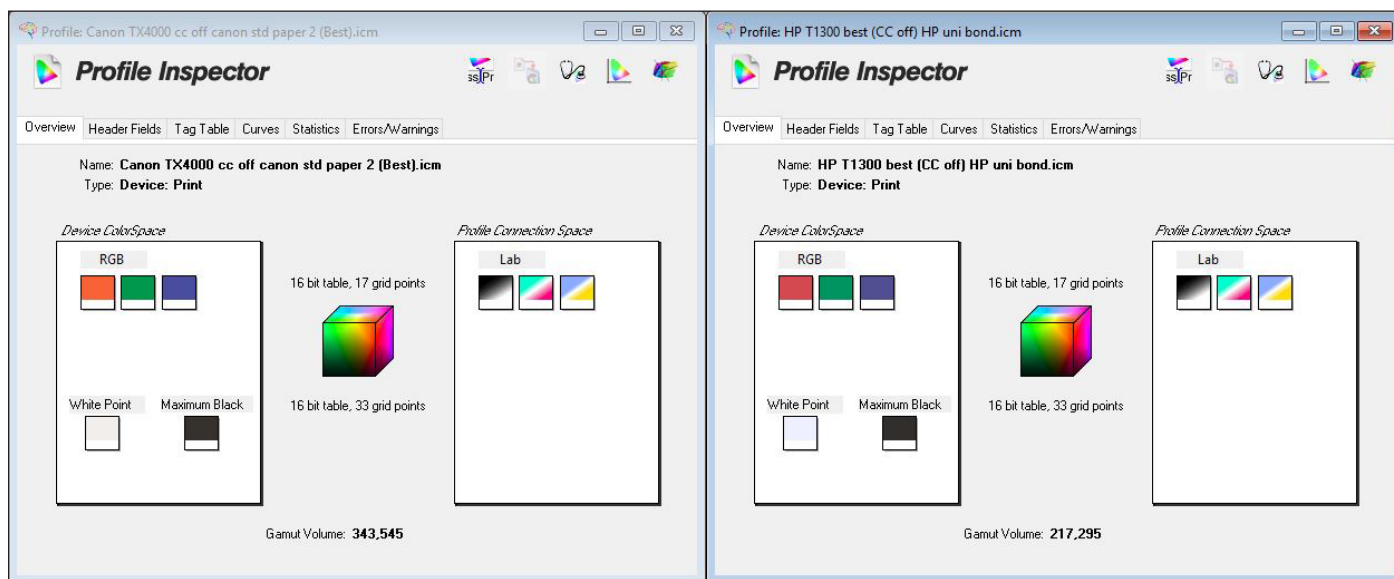 Profile: Canon TX4000 cc off canon std paper 2 (Best).icm
Profile Inspector
ss Pr
Overview Header Fields Tag Table Curves Statistics Errors/Warnings
Name: Canon TX4000 cc off canon std paper 2 (Best).icm
Type: Device: Print
Device ColorSpace
Profile Connection Space
RGB
Lab
16 bit table, 17 grid points
White Point
Maximum Black
16 bit table, 33 grid points
Gamut Volume: 343,545
Profile: HP T1300 best (CC off) HP uni bond.icm
Profile Inspector
ss Pr
Overview Header Fields Tag Table Curves Statistics Errors/Warnings
Name: HP T1300 best (CC off) HP uni bond.icm
Type: Device: Print
Device ColorSpace
Profile Connection Space
RGB
Lab
16 bit table, 17 grid points
White Point
Maximum Black
16 bit table, 33 grid points
Gamut Volume: 217,295